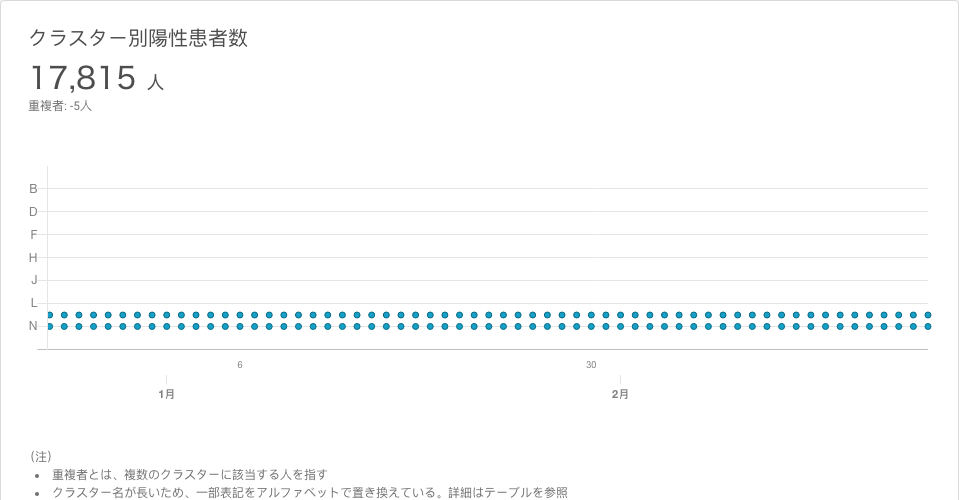 クラスター別陽性患者数
17,815 人
重複者: -5人
B
D
F
H
J
L
N
6 30
1月 2月
（注）
• 重複者とは、複数のクラスターに該当する人を指す
• クラスター名が長いため、一部表記をアルファベットで置き換えている。詳細はテーブルを参照